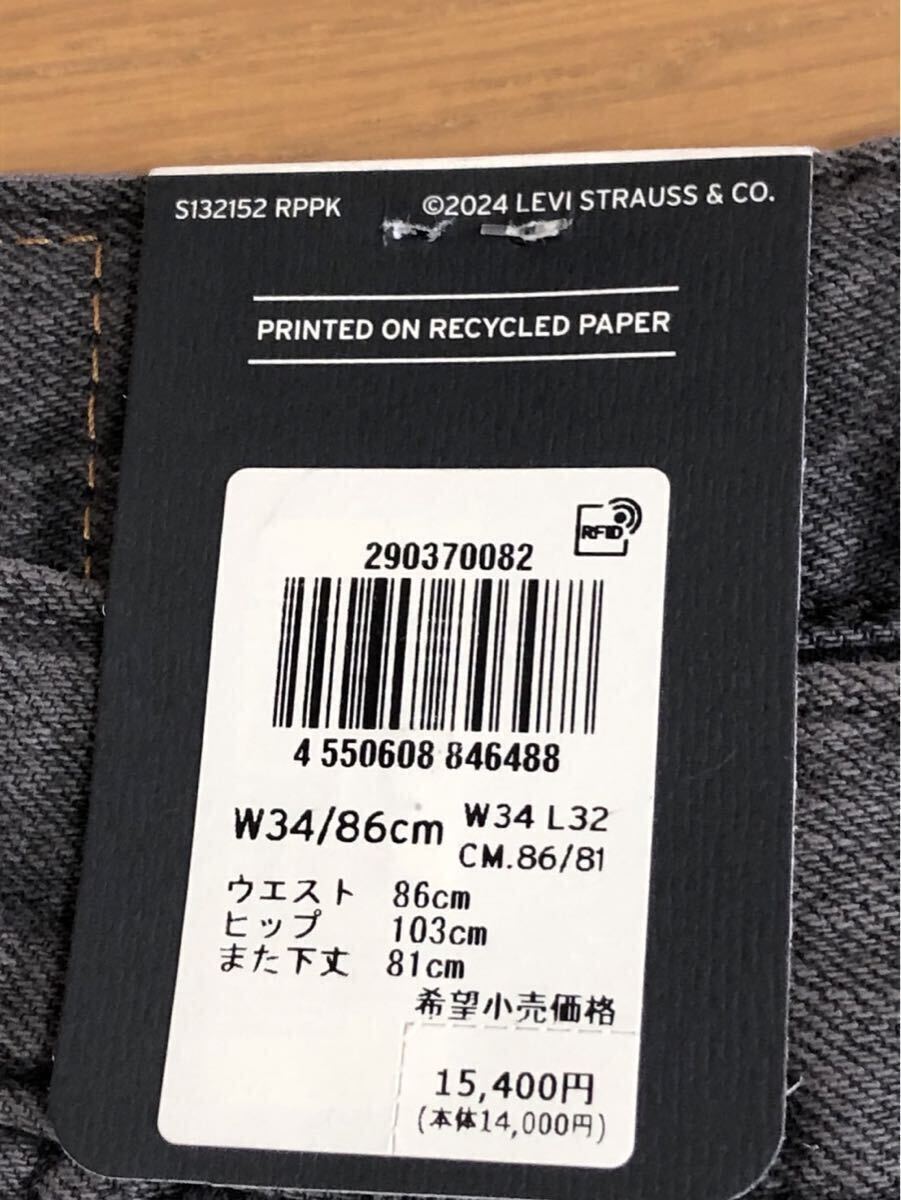 S132152 RPPK ©2024 LEVI STRAUSS & CO.
PRINTED ON RECYCLED PAPER
RFID
290370082
4 550608 846488
W34/86cm W34 L32
CM.86/81
ウエスト 86cm
ヒップ 103cm
また下丈 81cm
希望小売価格
15,400円
(本体14,000円)